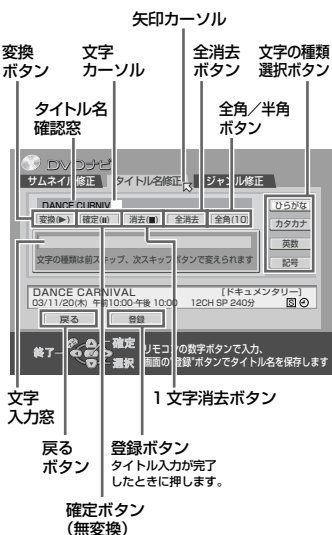 矢印カーソル
変換
ボタン
文字
カーソル
全消去
ボタン
文字の種類
選択ボタン
タイトル名
確認窓
全角／半角
ボタン
DVDナビ
サムネイル修正
タイトル名修正
ジャンル修正
DANCE CURNIVAL
変換(▶)
確定(II)
消去(■)
全消去
全角(10)
ひらがな
カタカナ
英数
記号
文字の種類は前スキップ、次スキップボタンで変えられます
DANCE CARNIVAL [ドキュメンタリー]
03/11/20(木) 午前10:00-午後 10:00 12CH SP 240分 S
戻る
登録
終了
確定
選択
リモコンの数字ボタンで入力、
画面の"登録"ボタンでタイトル名を保存します
文字
入力窓
1文字消去ボタン
戻る
ボタン
登録ボタン
タイトル入力が完了
したときに押します。
確定ボタン
（無変換）